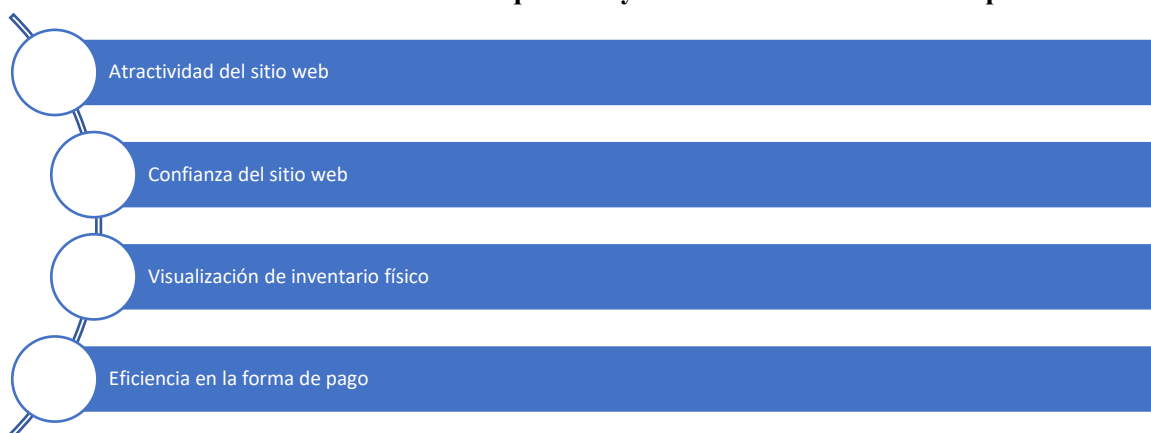 Atractividad del sitio web
Confianza del sitio web
Visualización de inventario físico
Eficiencia en la forma de pago